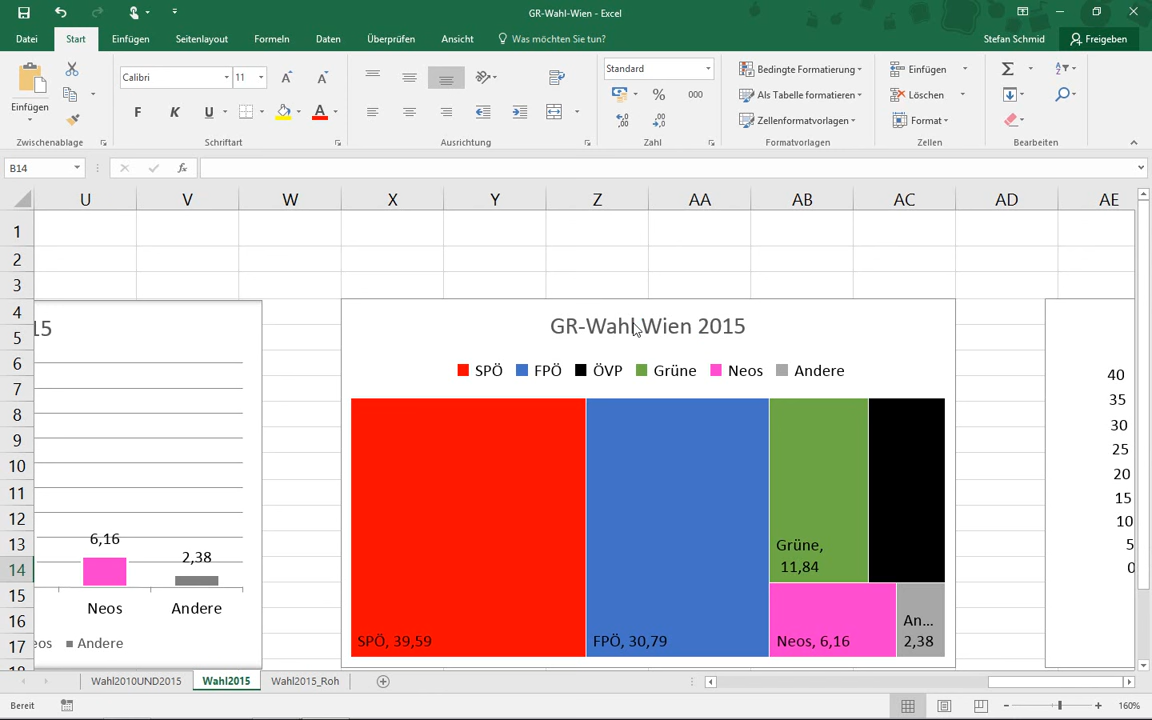 GR-Wahl-Wien - Excel
Datei Start Einfügen Seitenlayout Formeln Daten Überprüfen Ansicht Was möchten Sie tun? Stefan Schmid Freigeben
Einfügen
Zwischenablage
Calibri 11
F K U A
Schriftart
Ausrichtung
Standard
% 000
Zahl
Bedingte Formatierung
Als Tabelle formatieren
Zellenformatvorlagen
Formatvorlagen
Einfügen
Löschen
Format
Zellen
Bearbeiten
B14 fx
U V W X Y Z AA AB AC AD AE
1
2
3
4
5
6
7
8
9
10
11
12
13
14
15
16
17
18
15
6,16
2,38
Neos Andere
eos Andere
GR-Wahl-Wien 2015
SPÖ FPÖ ÖVP Grüne Neos Andere
Grüne,
11,84
SPÖ, 39,59
FPÖ, 30,79
Neos, 6,16
An...
2,38
40
35
30
25
20
15
10
5
0
Wahl2010UND2015 Wahl2015 Wahl2015_Roh
Bereit 160%